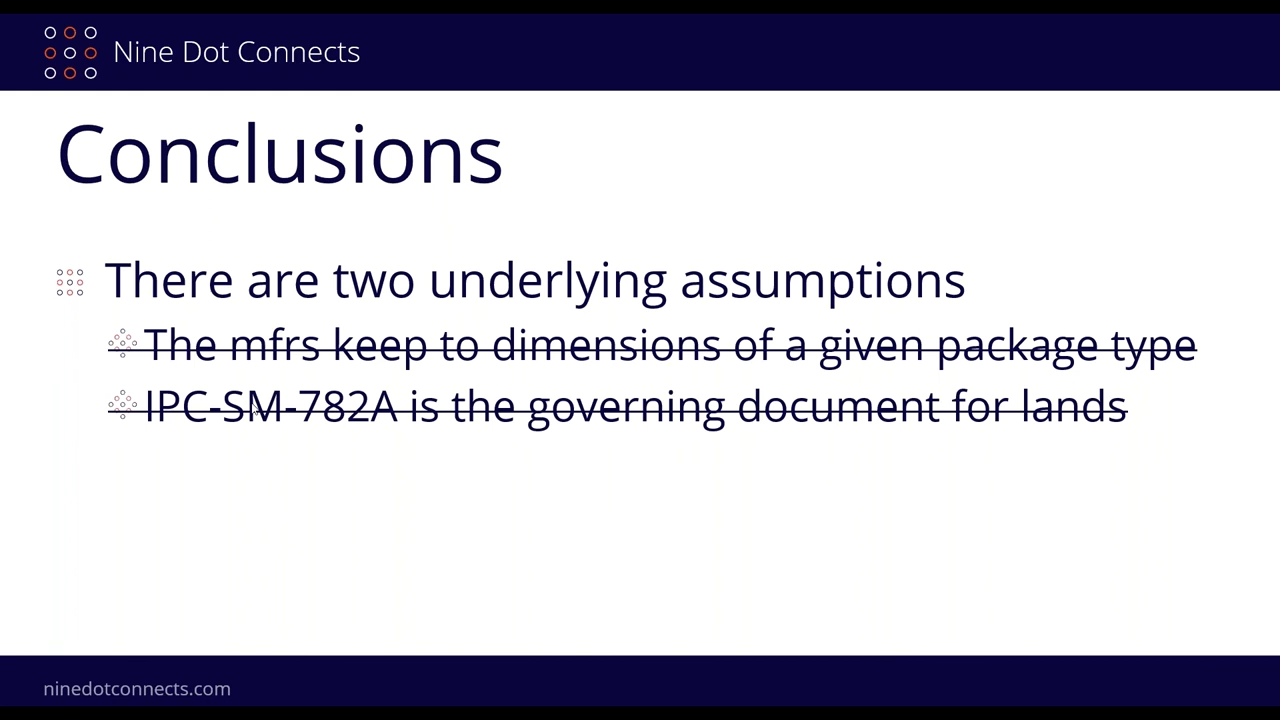 Nine Dot Connects
Conclusions
There are two underlying assumptions
The mfrs keep to dimensions of a given package type
IPC-SM-782A is the governing document for lands
ninedotconnects.com